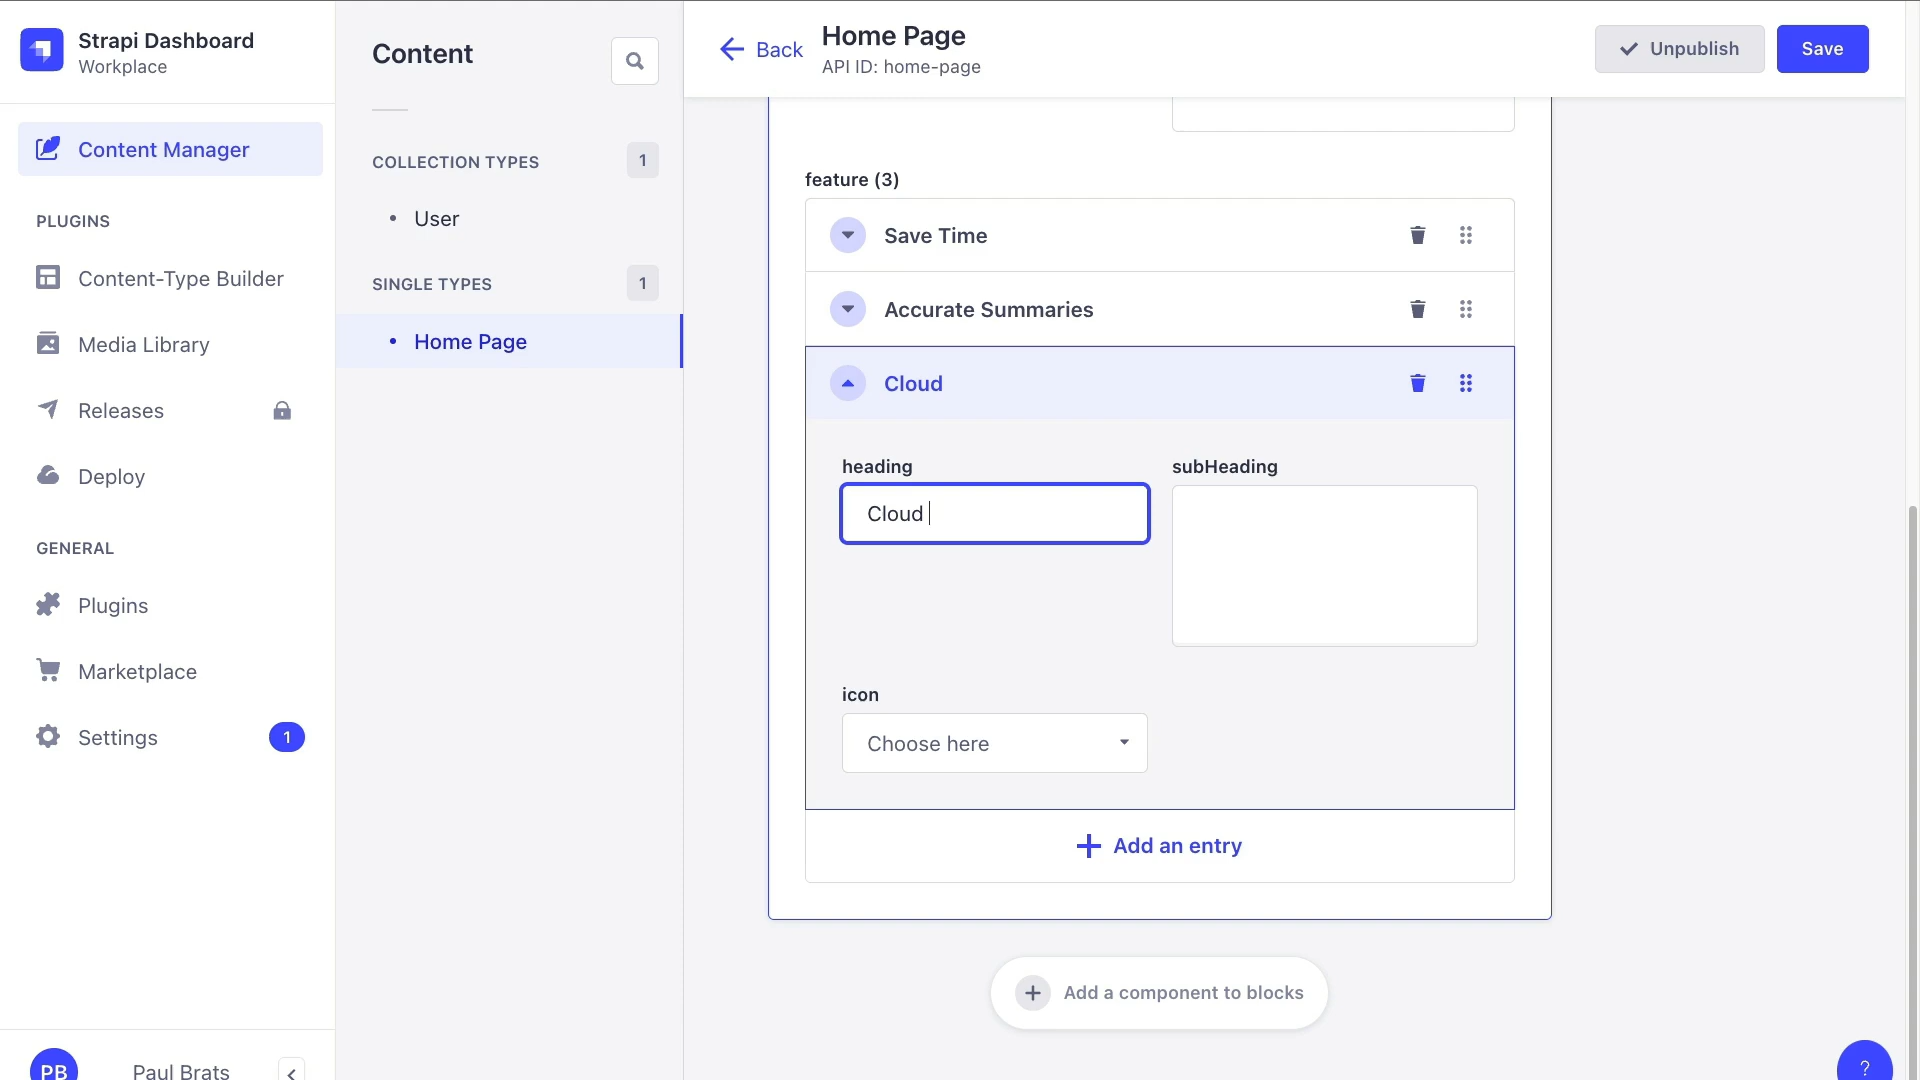 Strapi Dashboard
Workplace
Content Manager
PLUGINS
Content-Type Builder
Media Library
Releases
Deploy
GENERAL
Plugins
Marketplace
Settings
1
PB
Paul Brats
Content
COLLECTION TYPES
1
User
SINGLE TYPES
1
Home Page
Back
Home Page
API ID: home-page
Unpublish
Save
feature (3)
Save Time
Accurate Summaries
Cloud
heading
subHeading
Cloud
icon
Choose here
Add an entry
Add a component to blocks
?